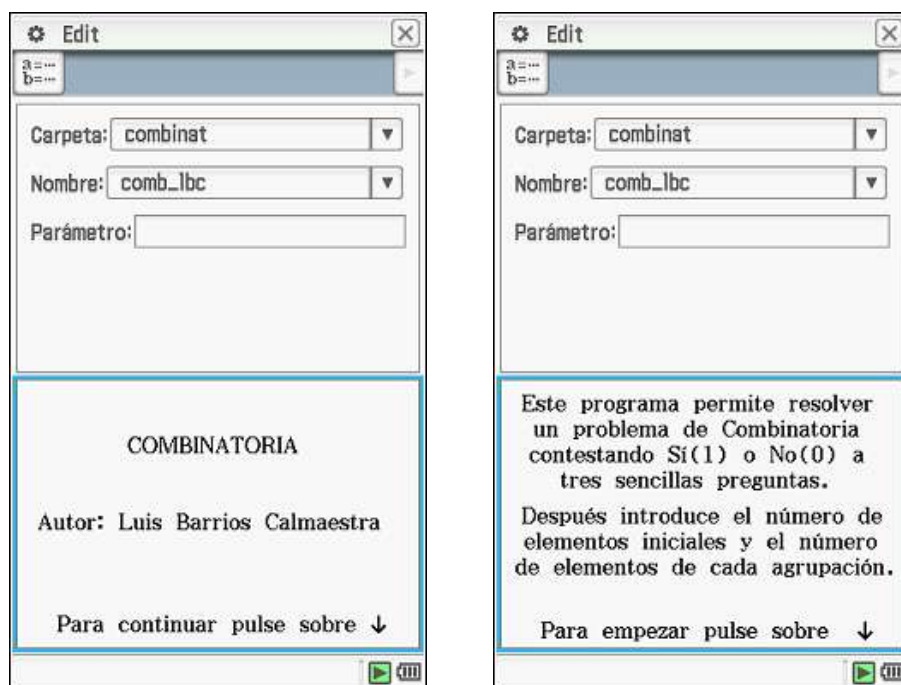 Edit
a=...
b=...
Carpeta: combinat
Nombre: comb_lbc
Parámetro:
COMBINATORIA
Autor: Luis Barrios Calmaestra
Para continuar pulse sobre ↓
Edit
a=...
b=...
Carpeta: combinat
Nombre: comb_lbc
Parámetro:
Este programa permite resolver
un problema de Combinatoria
contestando Sí(1) o No(0) a
tres sencillas preguntas.
Después introduce el número de
elementos iniciales y el número
de elementos de cada agrupación.
Para empezar pulse sobre ↓